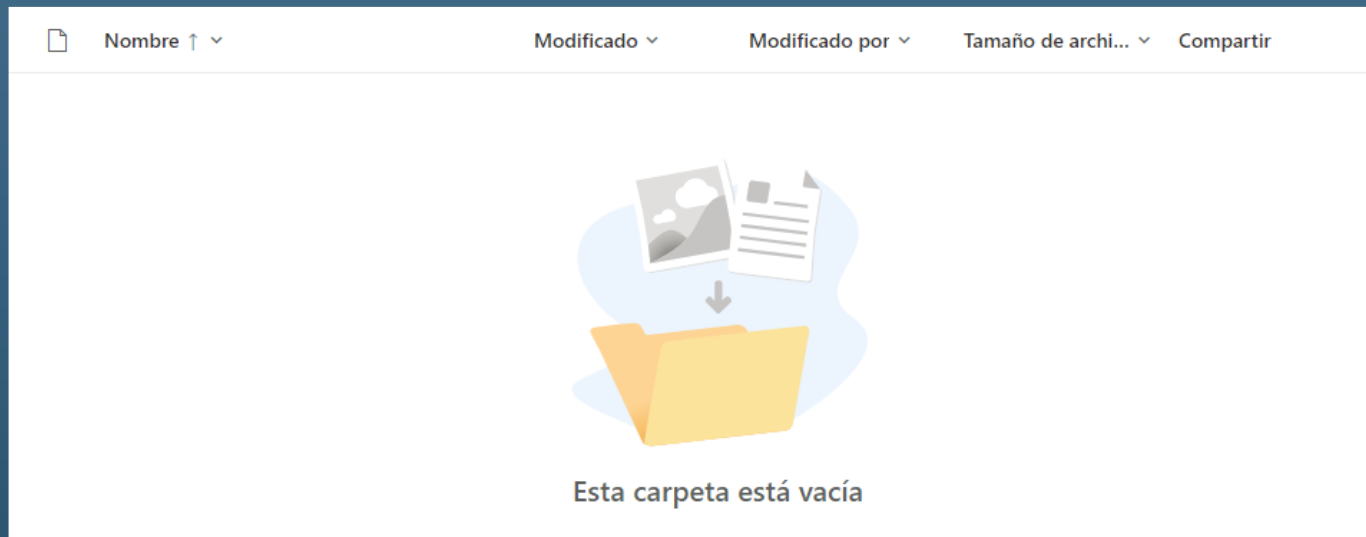 Nombre ↑ Modificado Modificado por Tamaño de archi... Compartir
Esta carpeta está vacía